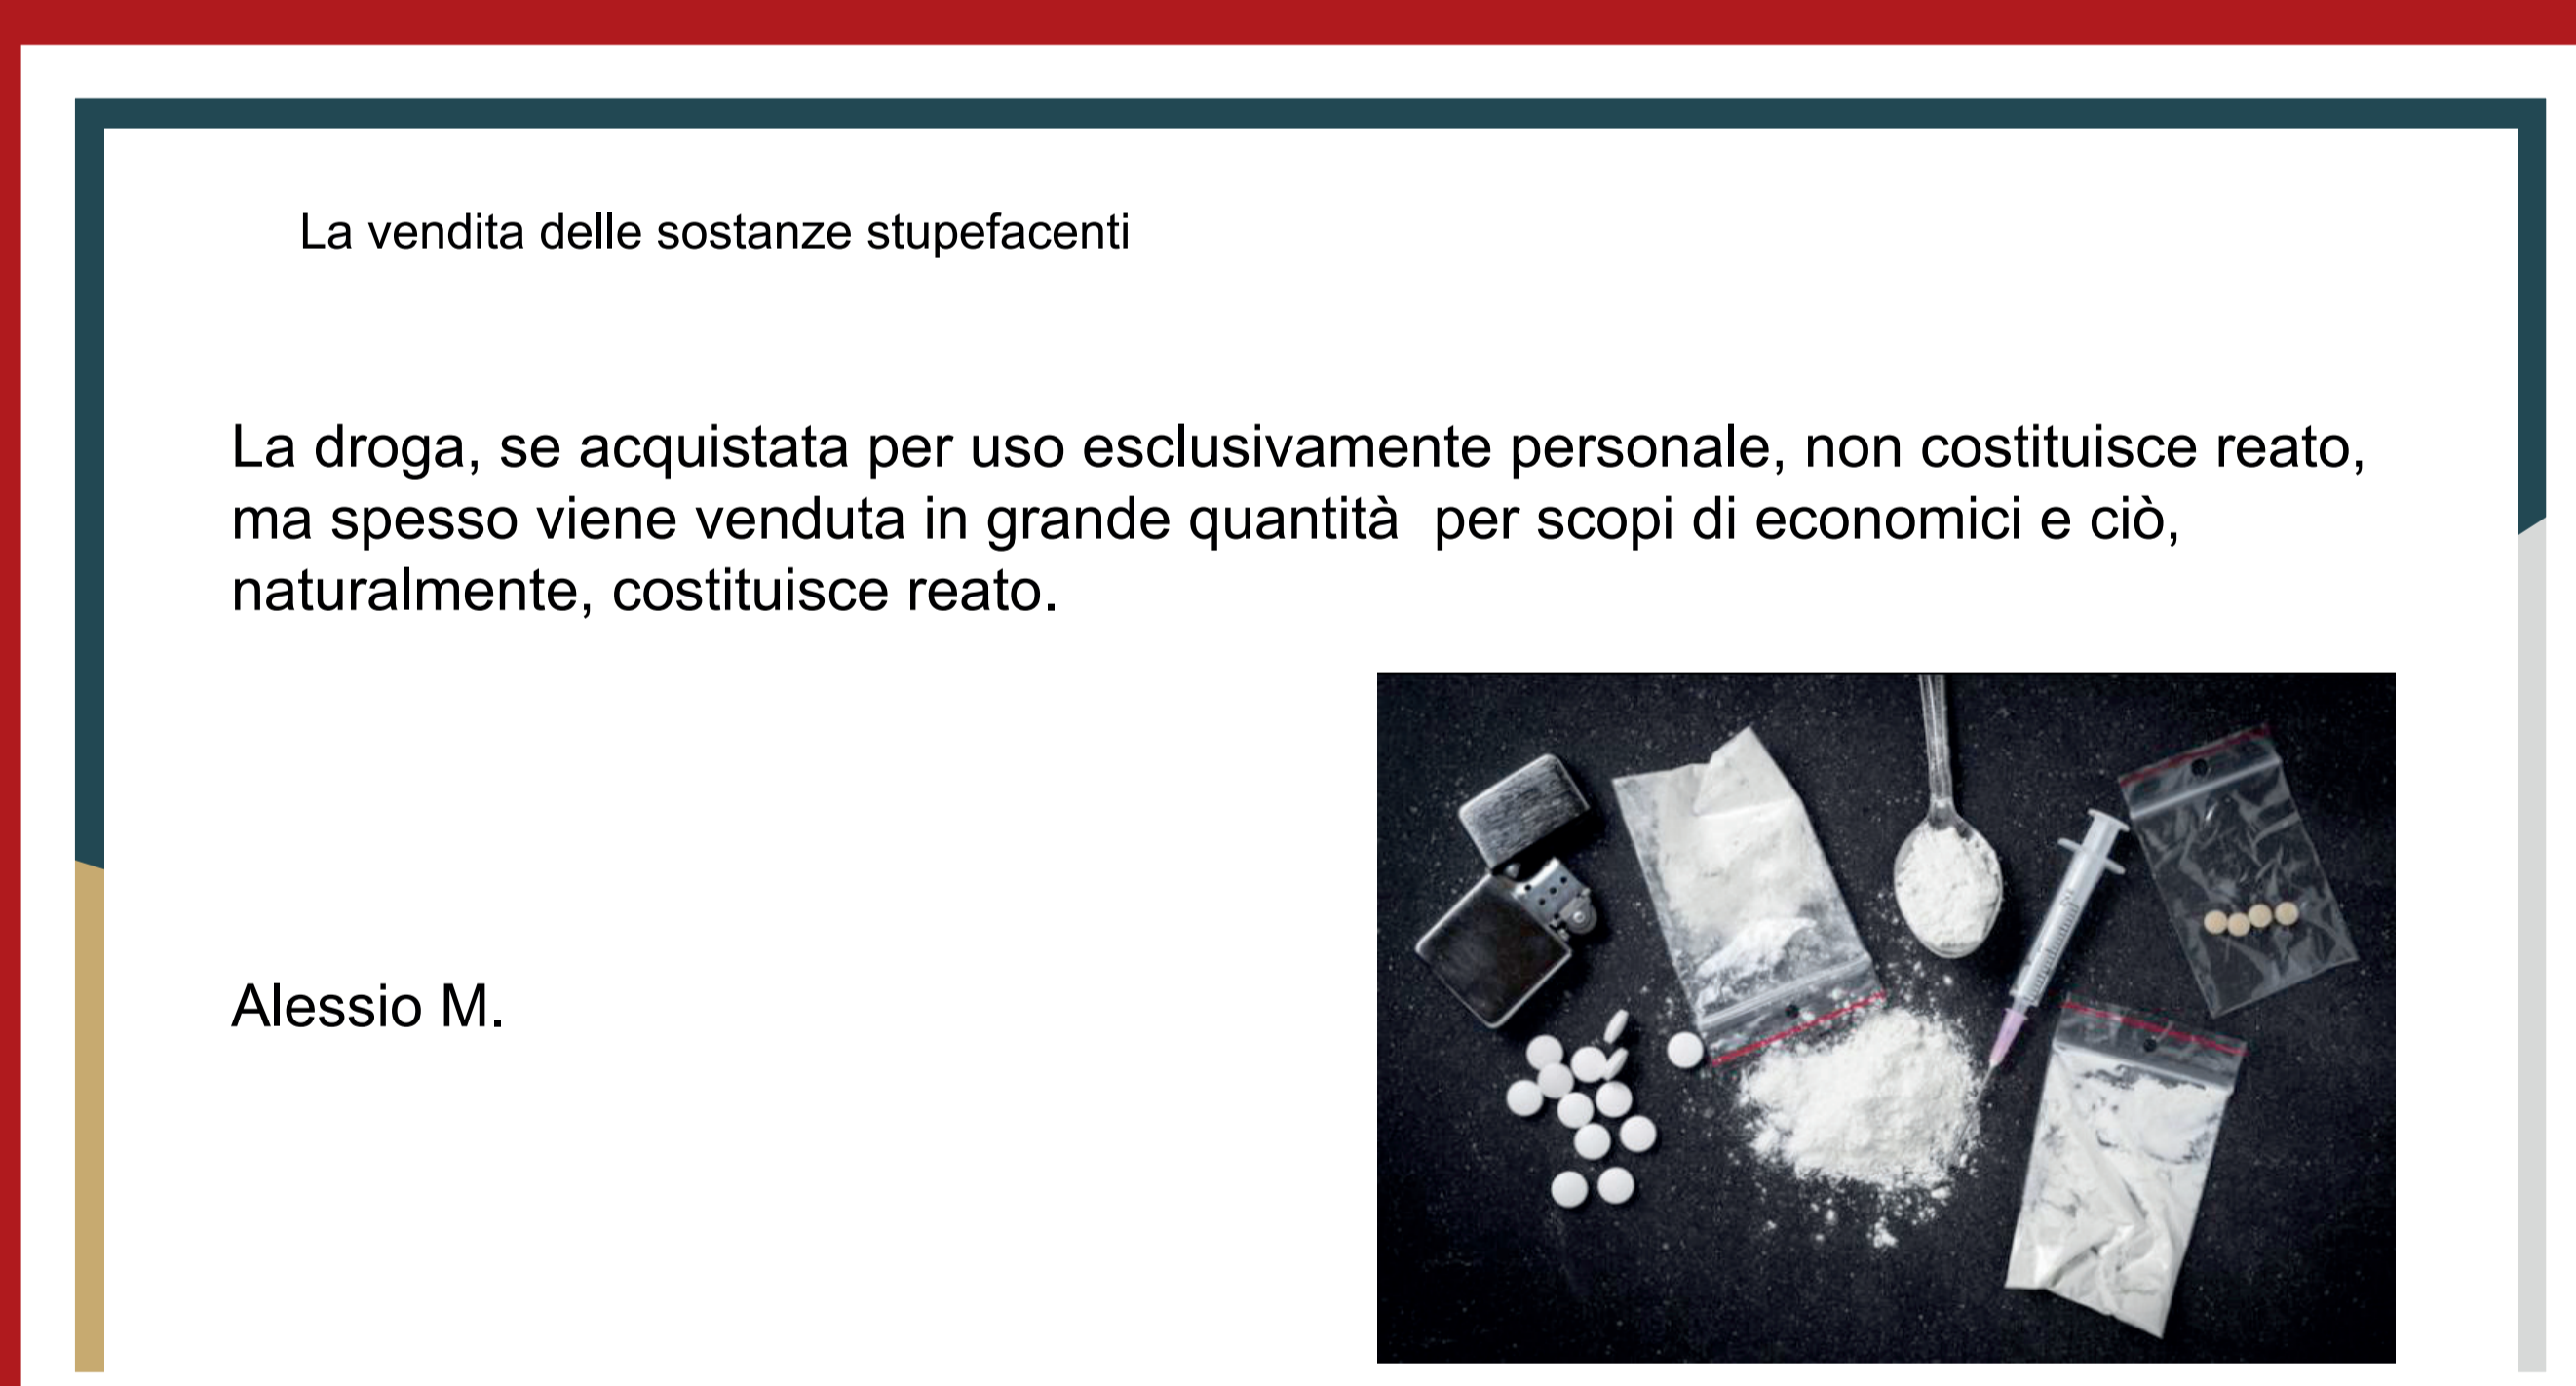 La vendita delle sostanze stupefacenti
La droga, se acquistata per uso esclusivamente personale, non costituisce reato,
ma spesso viene venduta in grande quantità  per scopi di economici e ciò,
naturalmente, costituisce reato.
Alessio M.